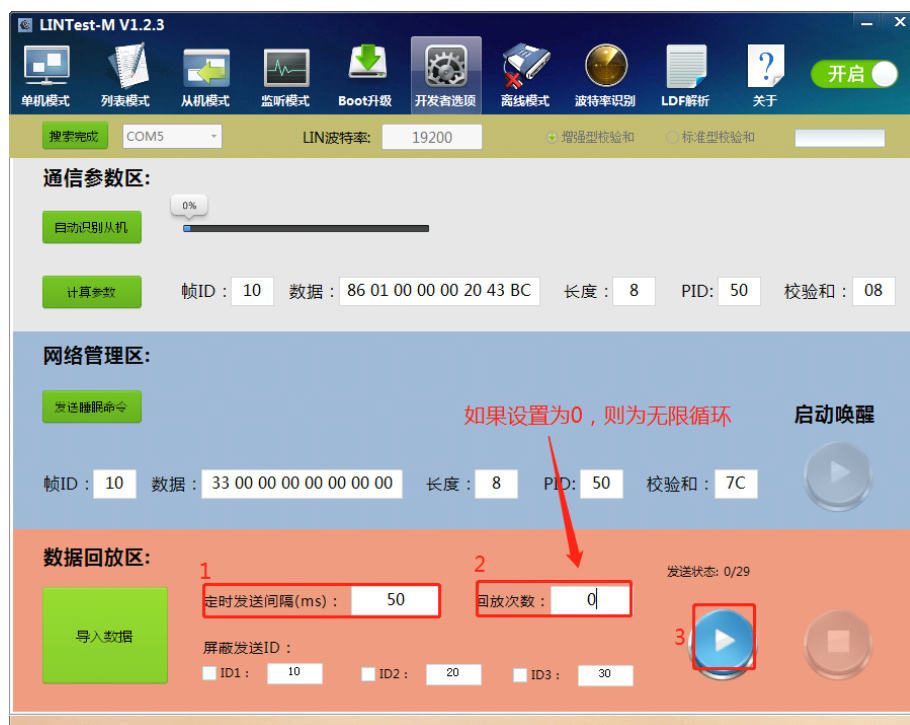 LINTest-M V1.2.3
单机模式 列表模式 从机模式 监听模式 Boot升级 开发者选项 离线模式 波特率识别 LDF解析 关于 开启
搜索完成 COM5 LIN波特率: 19200 增强型校验和 标准型校验和
通信参数区:
0%
自动识别从机
计算参数 帧ID： 10 数据： 86 01 00 00 00 20 43 BC 长度： 8 PID: 50 校验和： 08
网络管理区:
发送睡眠命令
如果设置为0，则为无限循环
启动唤醒
帧ID： 10 数据： 33 00 00 00 00 00 00 00 长度： 8 PID: 50 校验和： 7C
数据回放区:
1 2
发送状态: 0/29
定时发送间隔(ms)： 50 回放次数： 0
导入数据
3
屏蔽发送ID：
ID1： 10 ID2： 20 ID3： 30